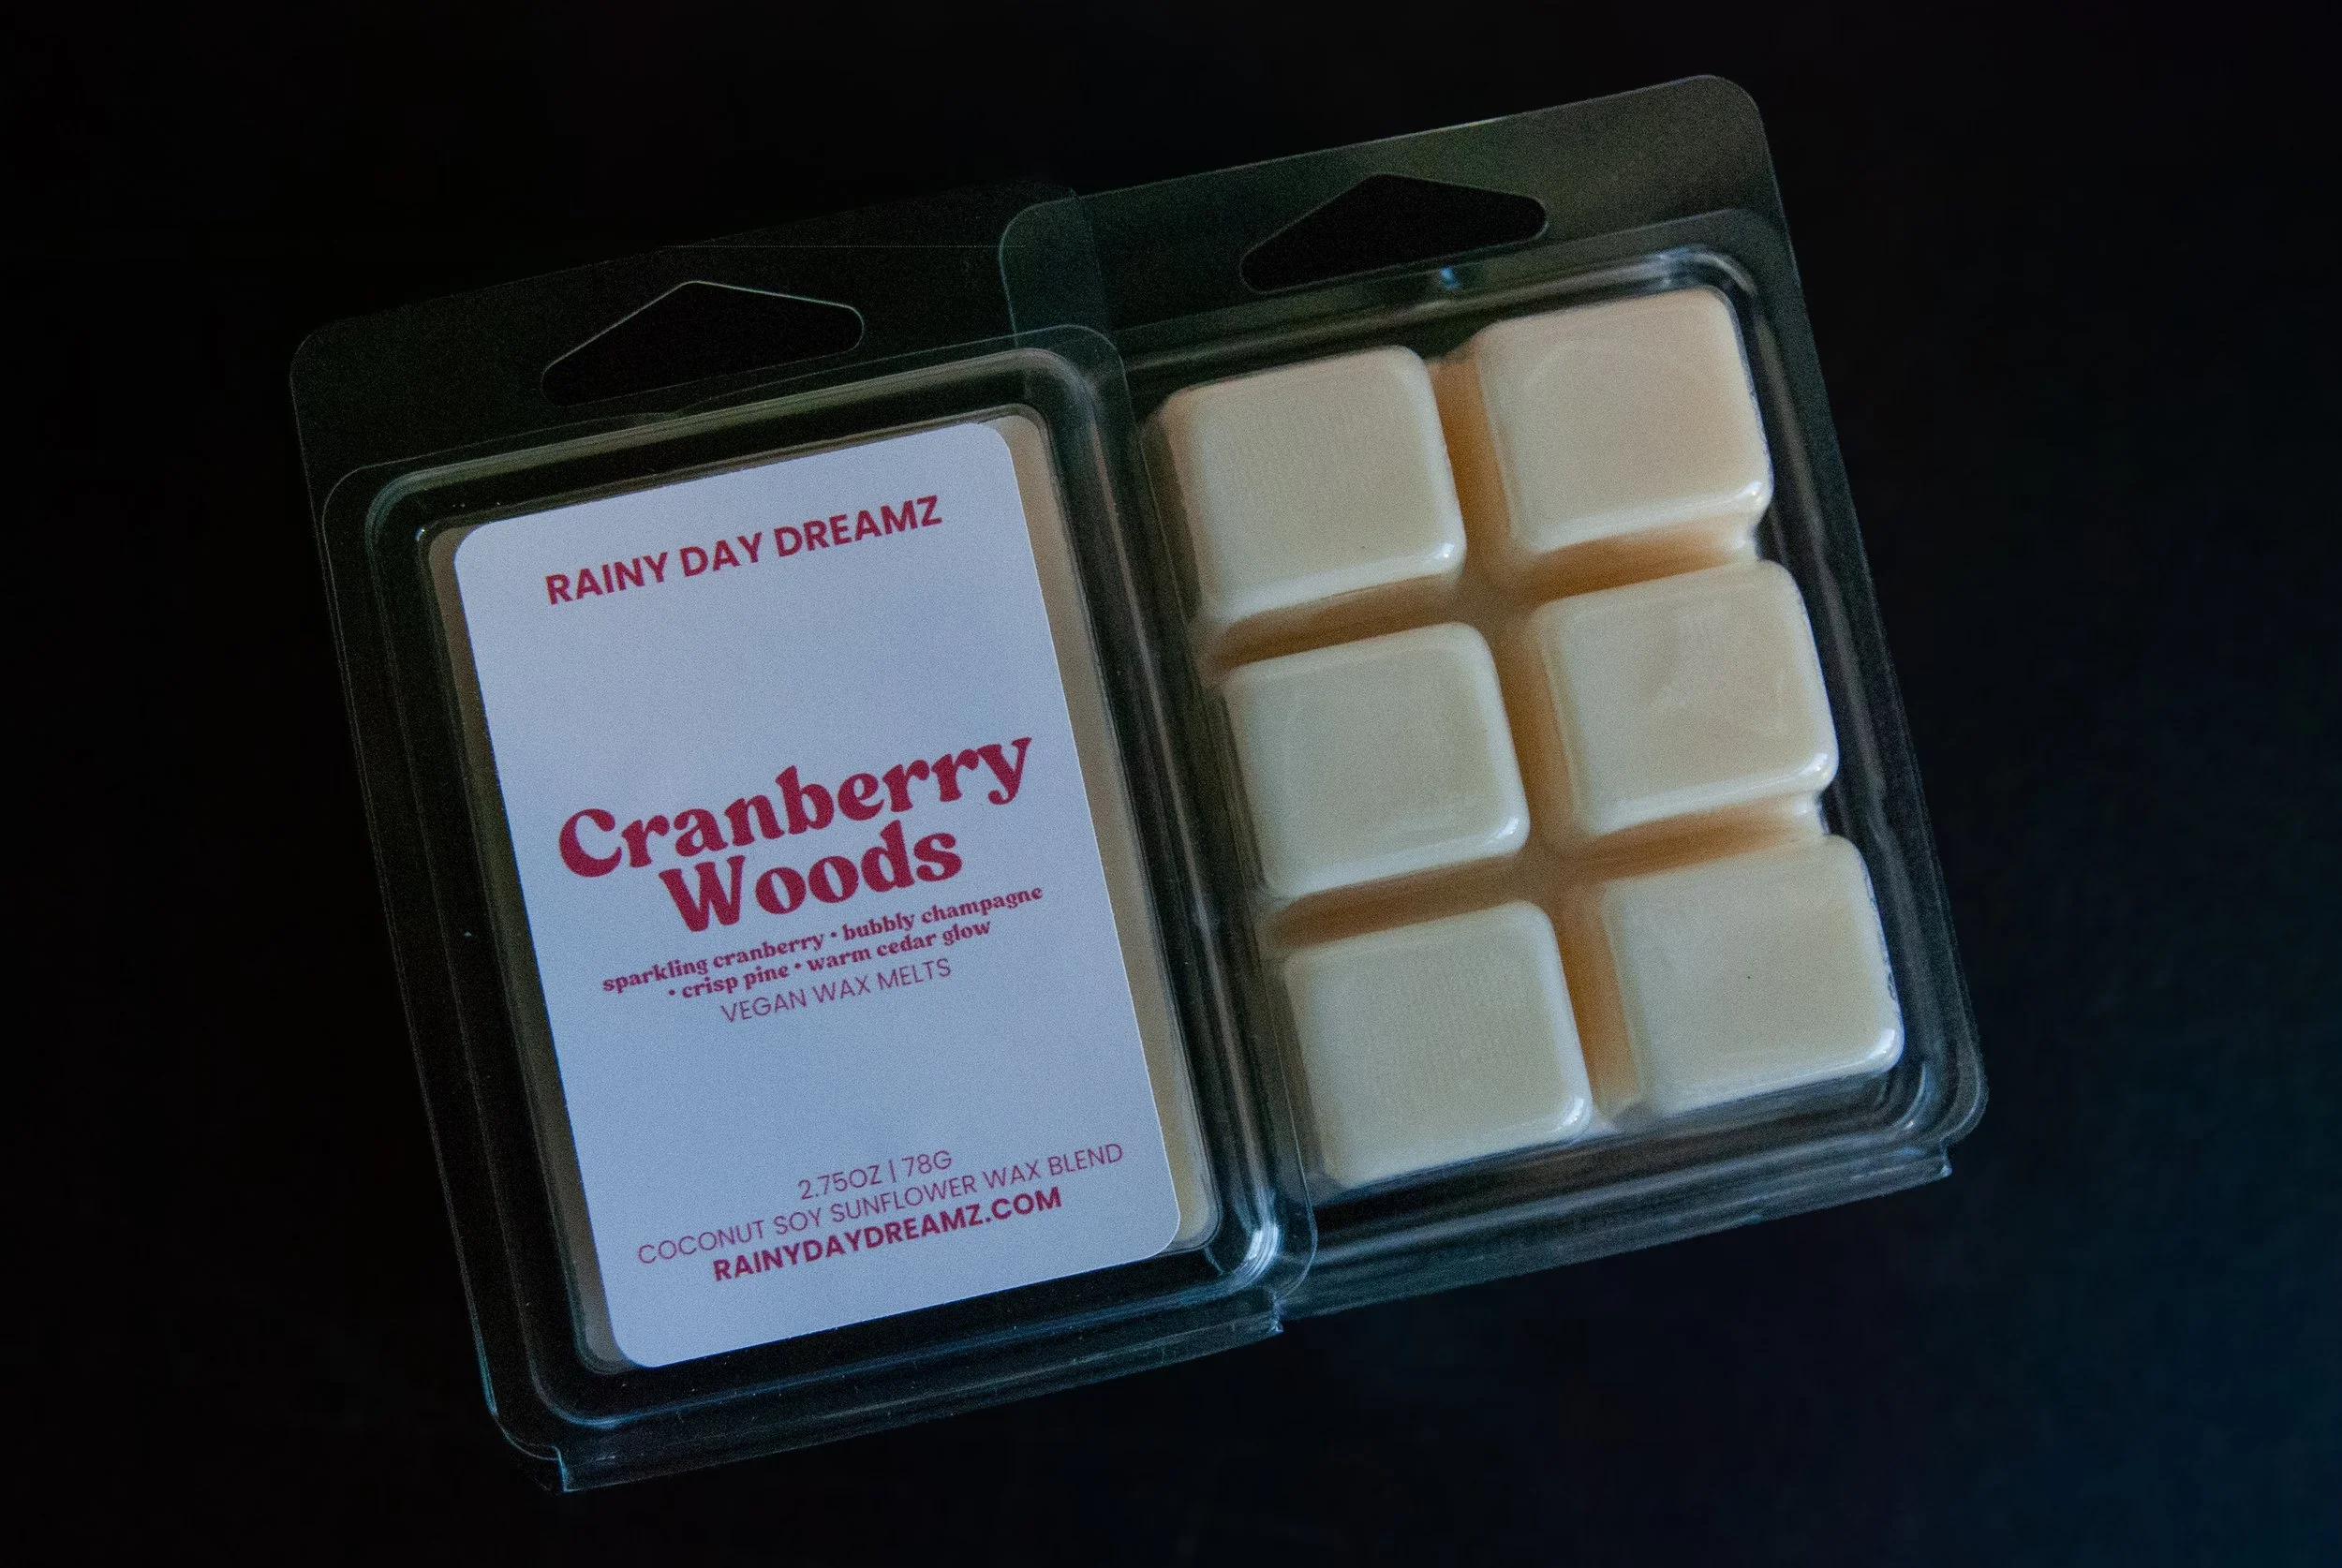 RAINY DAY DREAMZ
Cranberry
Woods
sparkling cranberry • bubbly champagne
• crisp pine • warm cedar glow
VEGAN WAX MELTS
2.75OZ | 78G
COCONUT SOY SUNFLOWER WAX BLEND
RAINYDAYDREAMZ.COM